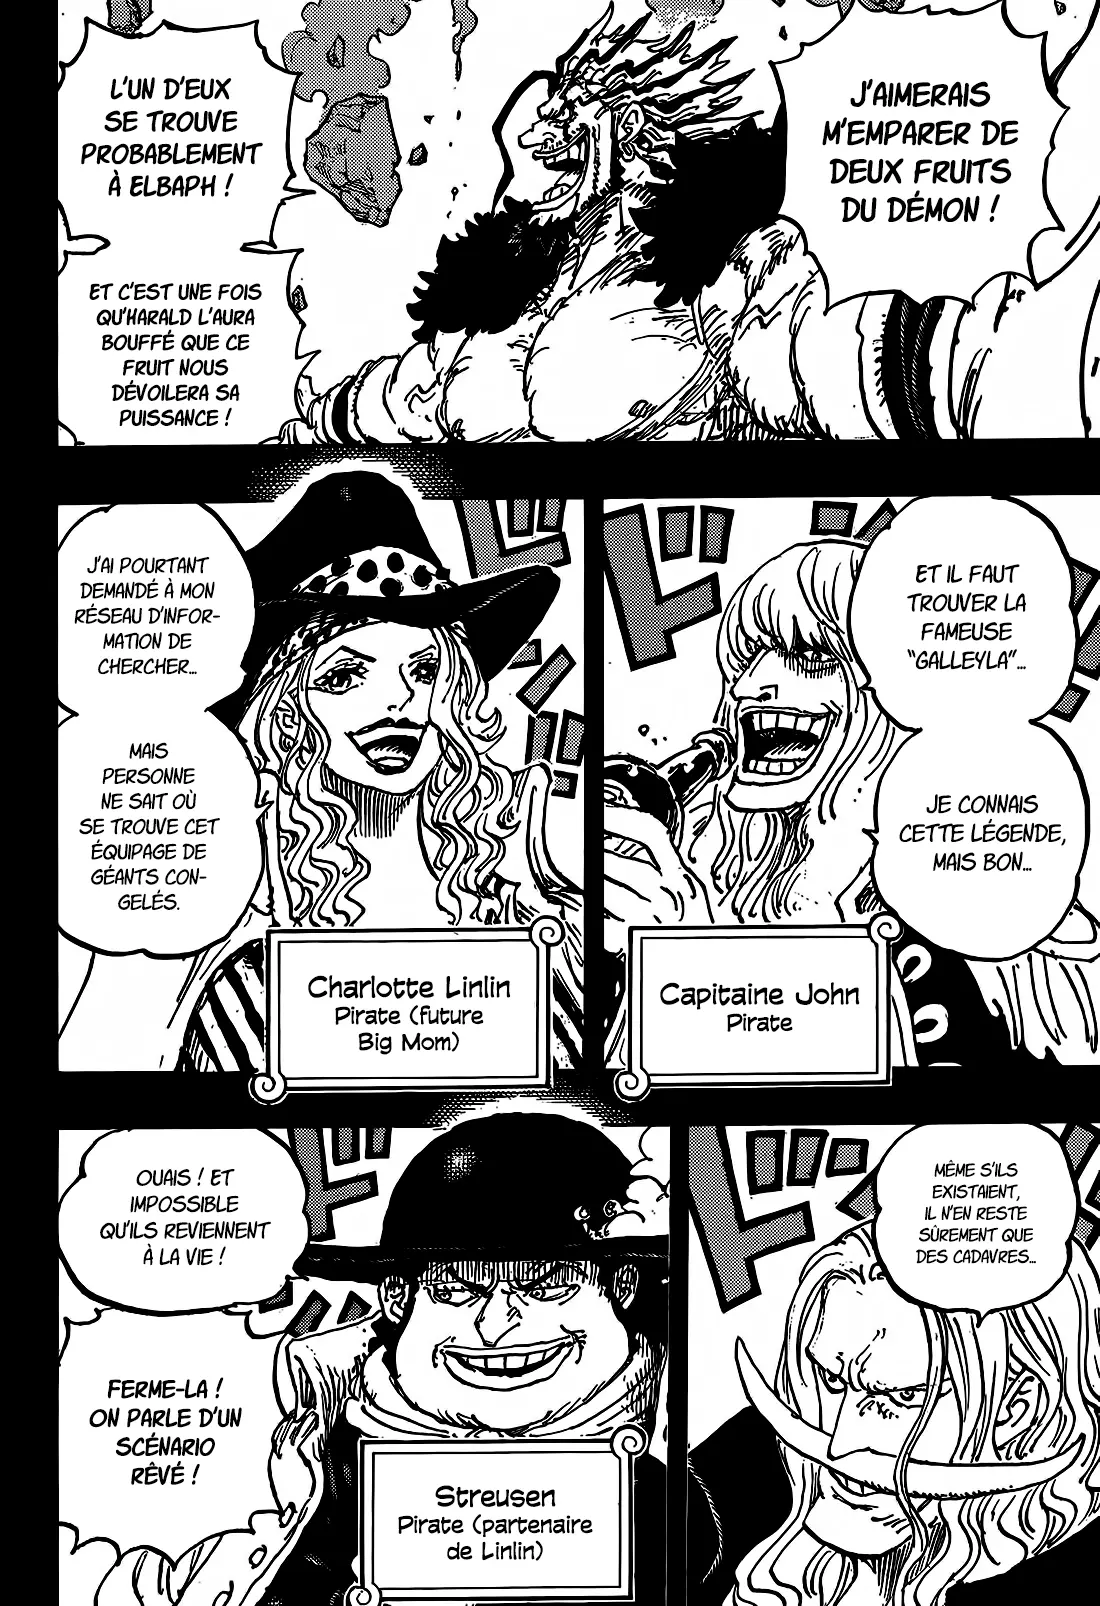 J'AIMERAIS
M'EMPARER DE
DEUX FRUITS
DU DÉMON !
L'UN D'EUX
SE TROUVE
PROBABLEMENT
À ELBAPH !
ET C'EST UNE FOIS
QU'HARALD L'AURA
BOUFFÉ QUE CE
FRUIT NOUS
DÉVOILERA SA
PUISSANCE !
ET IL FAUT
TROUVER LA
FAMEUSE
"GALLEYLA"...
JE CONNAIS
CETTE LÉGENDE,
MAIS BON...
Capitaine John
Pirate
J'AI POURTANT
DEMANDÉ À MON
RÉSEAU D'INFOR-
MATION DE
CHERCHER...
MAIS
PERSONNE
NE SAIT OÙ
SE TROUVE CET
ÉQUIPAGE DE
GÉANTS CON-
GELÉS.
Charlotte Linlin
Pirate (future
Big Mom)
MÊME S'ILS
EXISTAIENT,
IL N'EN RESTE
SÛREMENT QUE
DES CADAVRES...
OUAIS ! ET
IMPOSSIBLE
QU'ILS REVIENNENT
À LA VIE !
FERME-LA !
ON PARLE D'UN
SCÉNARIO
RÊVÉ !
Streusen
Pirate (partenaire
de Linlin)